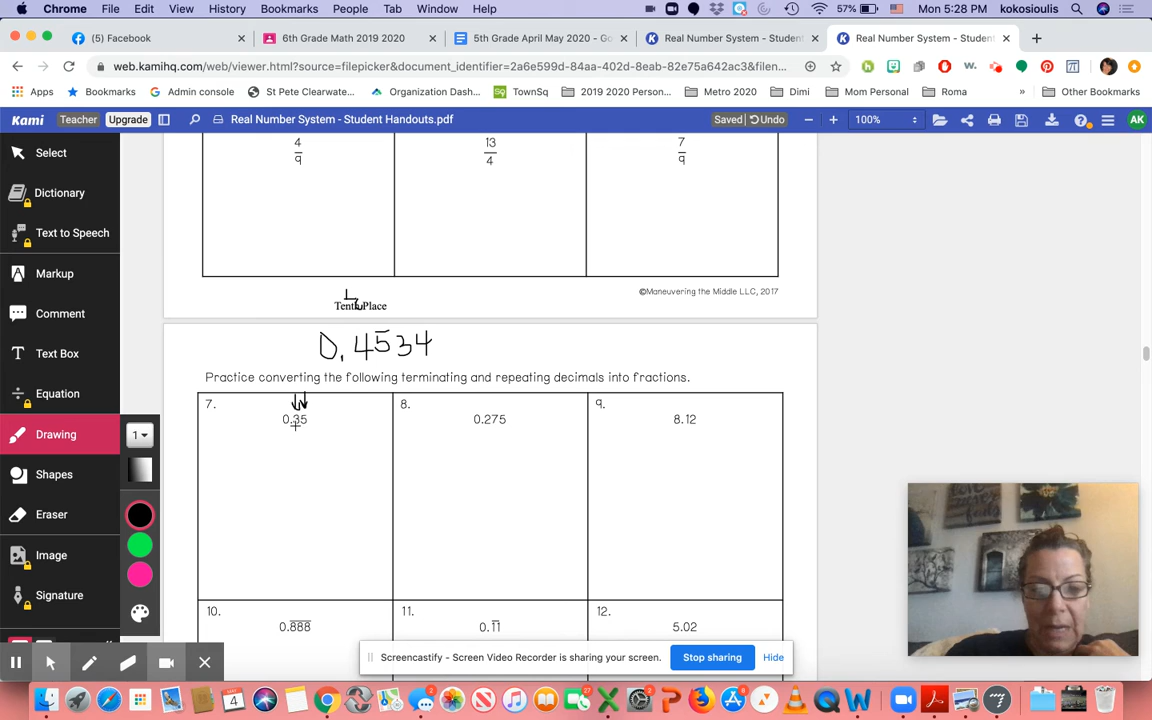 Chrome File Edit View History Bookmarks People Tab Window Help 57% Mon 5:28 PM kokosioulis
(5) Facebook 6th Grade Math 2019 2020 5th Grade April May 2020 - Go Real Number System - Student Real Number System - Student
web.kamihq.com/web/viewer.html?source=filepicker&document_identifier=2a6e599d-84aa-402d-8eab-82e75a642ac3&filen...
Apps Bookmarks Admin console St Pete Clearwate... Organization Dash... TownSq 2019 2020 Person... Metro 2020 Dimi Mom Personal Roma » Other Bookmarks
Kami Teacher Upgrade Real Number System - Student Handouts.pdf Saved Undo 100% AK
Select
Dictionary
Text to Speech
Markup
Comment
Text Box
Equation
Drawing
Shapes
Eraser
Image
Signature
1
4/9 13/4 7/9
©Maneuvering the Middle LLC, 2017
Tenths Place
0.4534
Practice converting the following terminating and repeating decimals into fractions.
7. 8. 9.
0.35 0.275 8.12
10. 11. 12.
0.888 0.11 5.02
Screencastify - Screen Video Recorder is sharing your screen. Stop sharing Hide